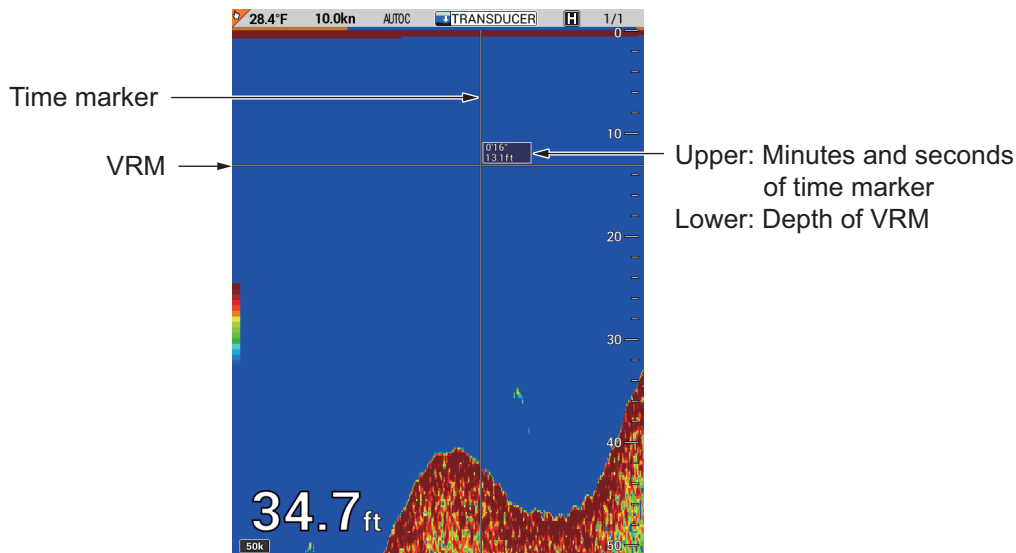 28.4°F 10.0kn AUTOC TRANSDUCER H 1/1
0
Time marker
10
0'16"
13.1ft
VRM
Upper: Minutes and seconds
of time marker
Lower: Depth of VRM
20
30
40
34.7ft
50k
50